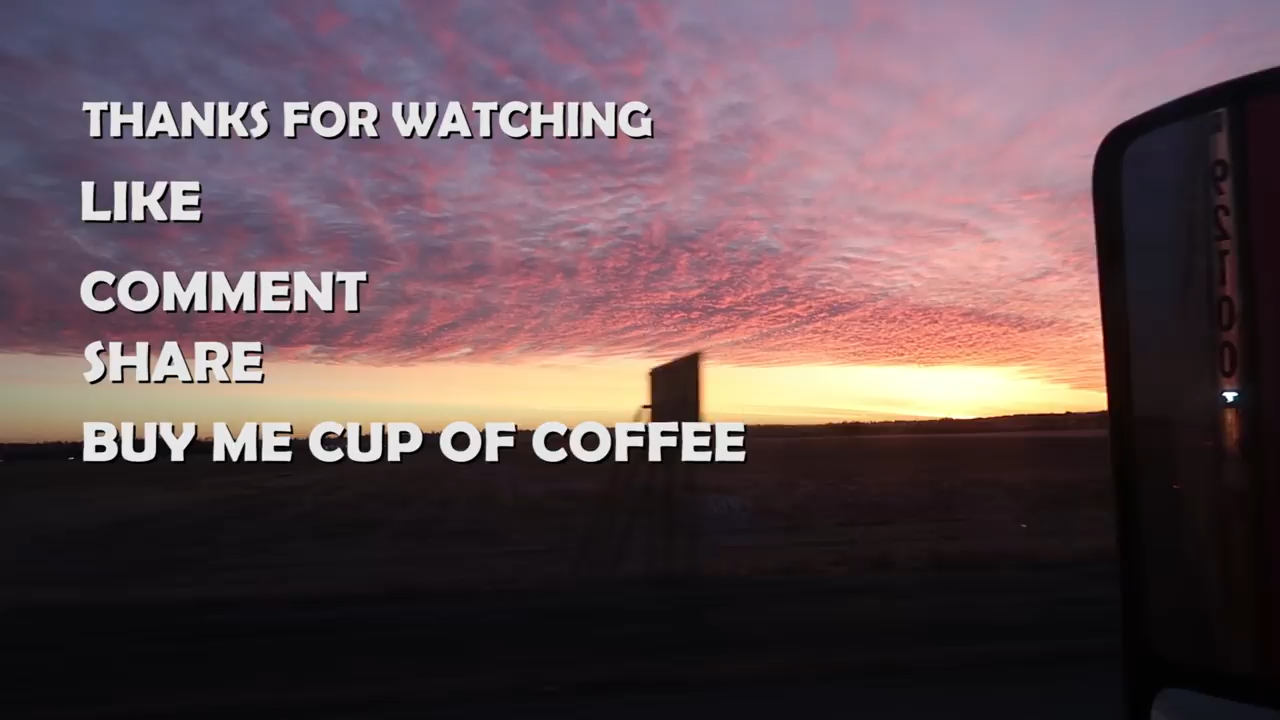 THANKS FOR WATCHING
LIKE
COMMENT
SHARE
BUY ME CUP OF COFFEE